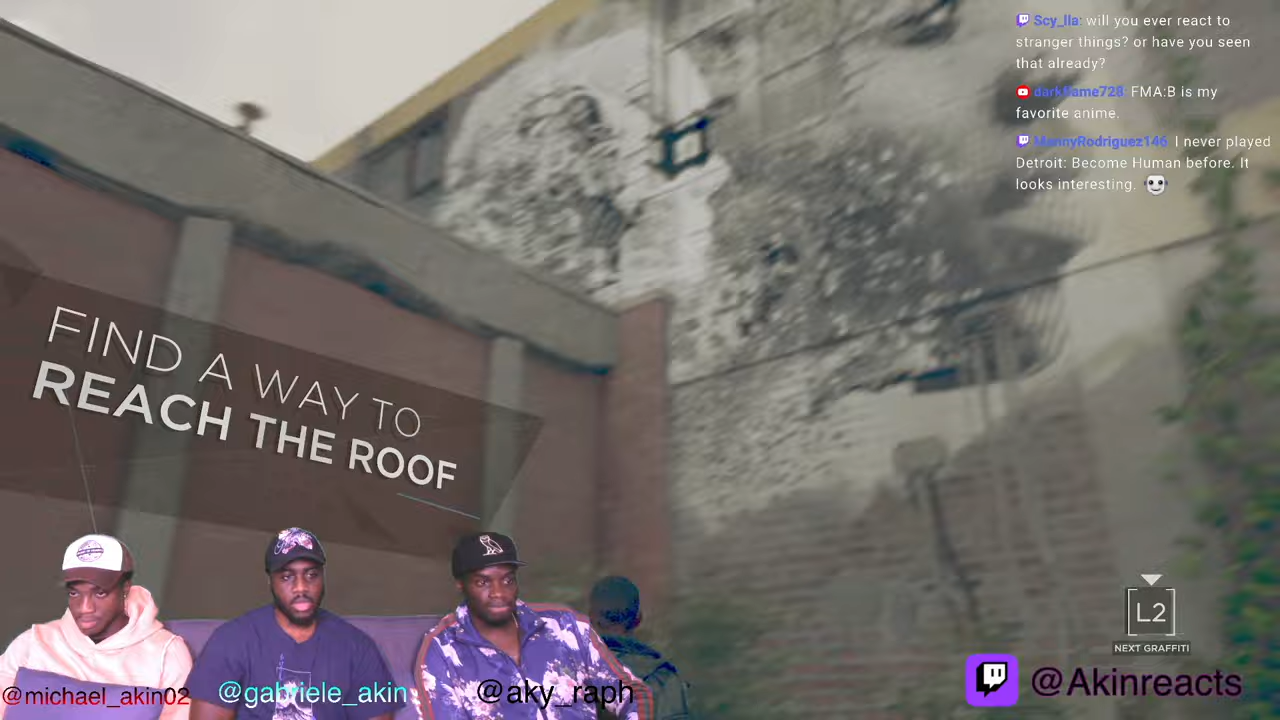 Scy_lla: will you ever react to
stranger things? or have you seen
that already?
darkflame728 FMA:B is my
favorite anime.
MannyRodriguez146 I never played
Detroit: Become Human before. It
looks interesting.
FIND A WAY TO
REACH THE ROOF
L2
NEXT GRAFFITI
@michael_akin02
@gabriele_akin
@aky_raph
@Akinreacts